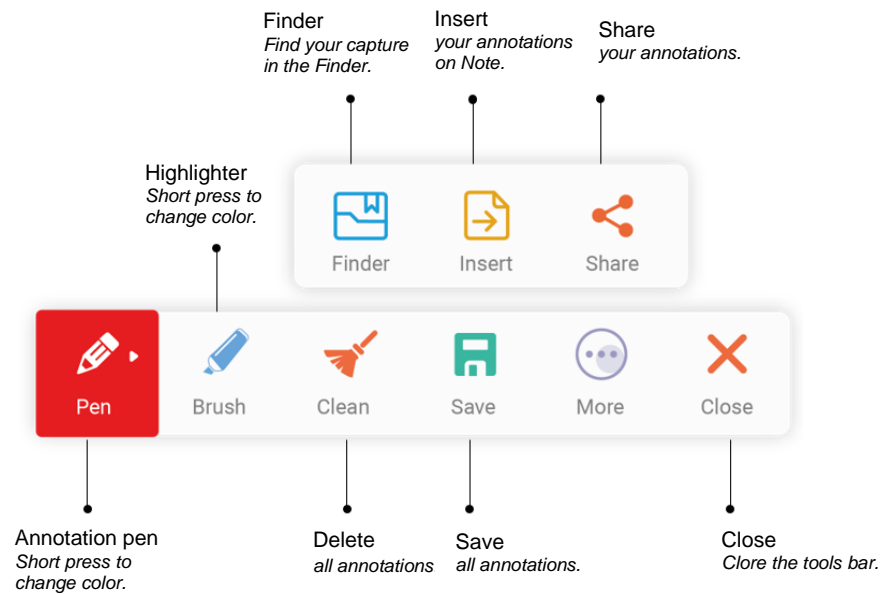 Finder
Find your capture
in the Finder.
Insert
your annotations
on Note.
Share
your annotations.
Highlighter
Short press to
change color.
Finder
Insert
Share
Pen
Brush
Clean
Save
More
Close
Annotation pen
Short press to
change color.
Delete
all annotations
Save
all annotations.
Close
Clore the tools bar.